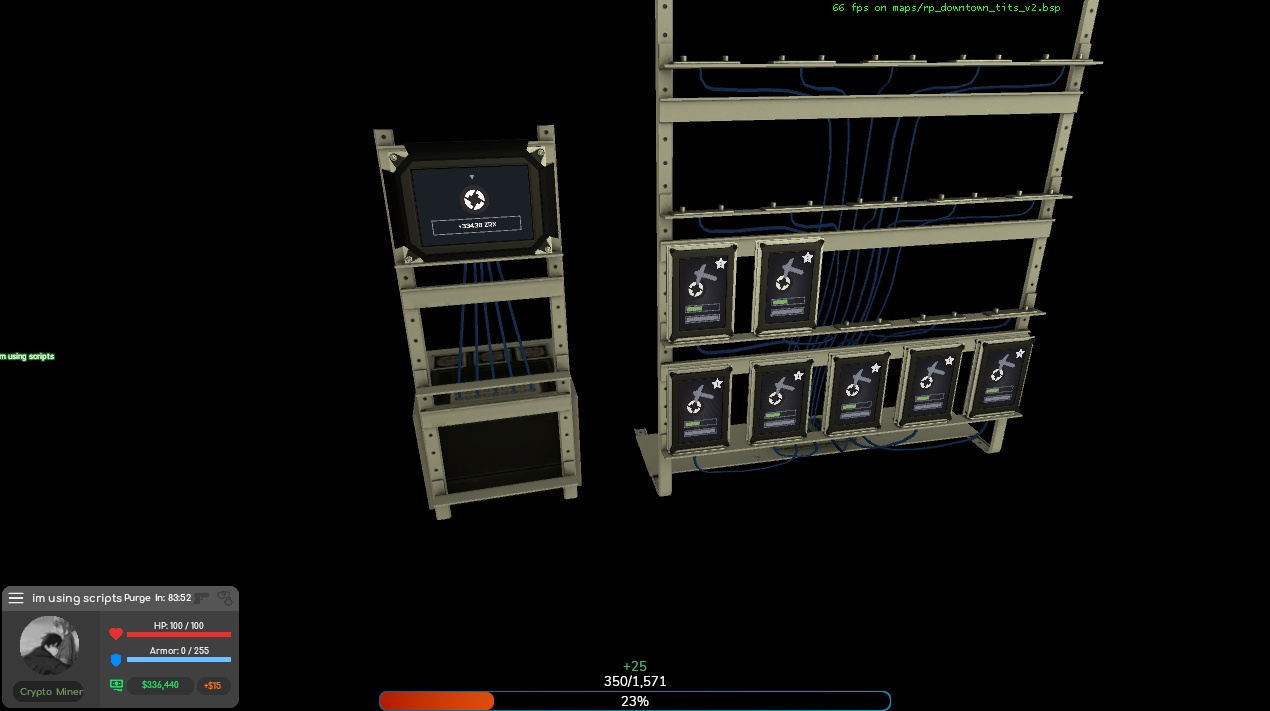 66 fps on maps/rp_downtown_tits_v2.bsp
m using scripts
im using scripts
Purge In: 83:52
HP: 100 / 100
Armor: 0 / 255
$336,440
+$15
Crypto Miner
+25
350/1,571
23%